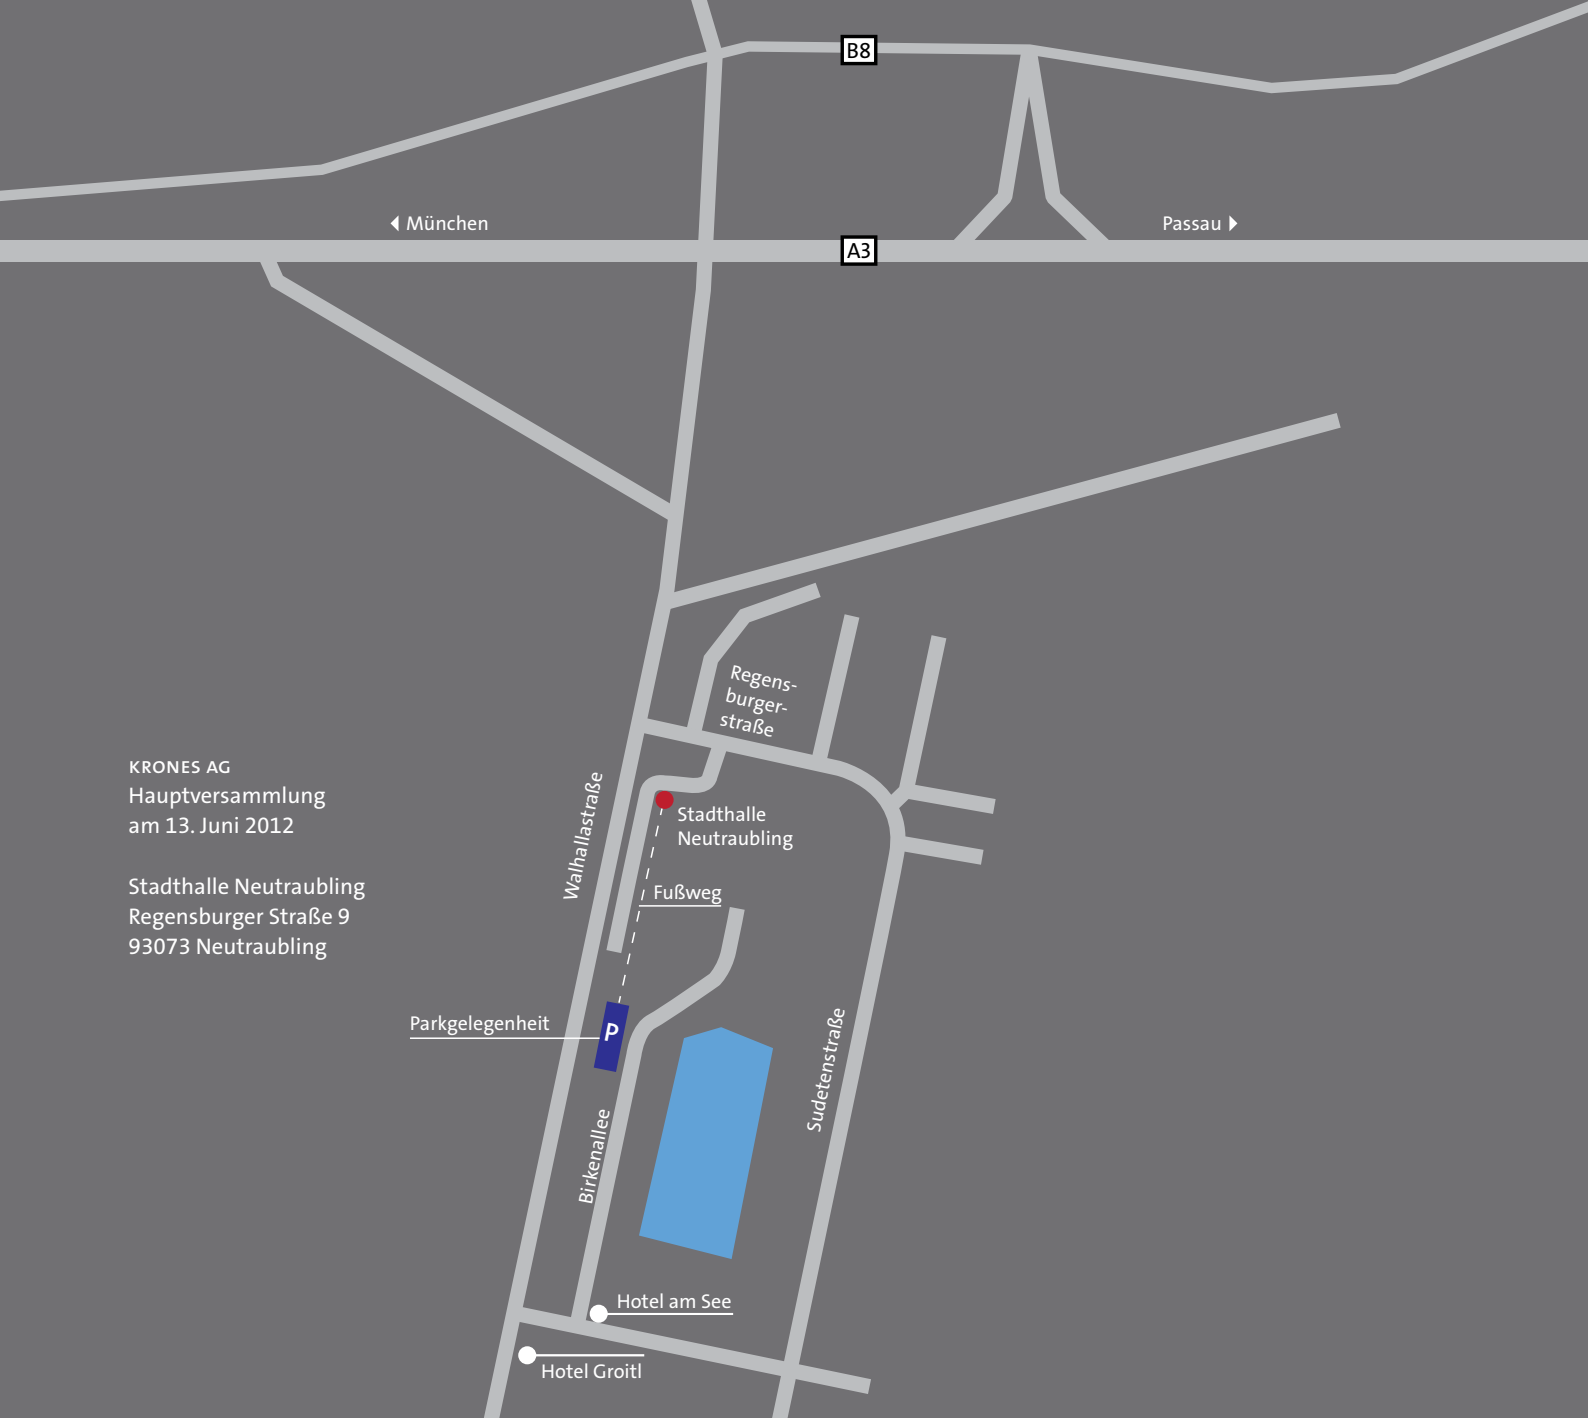 B8
München
Passau
A3
Regens-
burger-
straße
KRONES AG
Hauptversammlung
am 13. Juni 2012
Stadthalle Neutraubling
Regensburger Straße 9
93073 Neutraubling
Walhallastraße
Stadthalle
Neutraubling
Fußweg
Parkgelegenheit
P
Sudetenstraße
Birkenallee
Hotel am See
Hotel Groitl